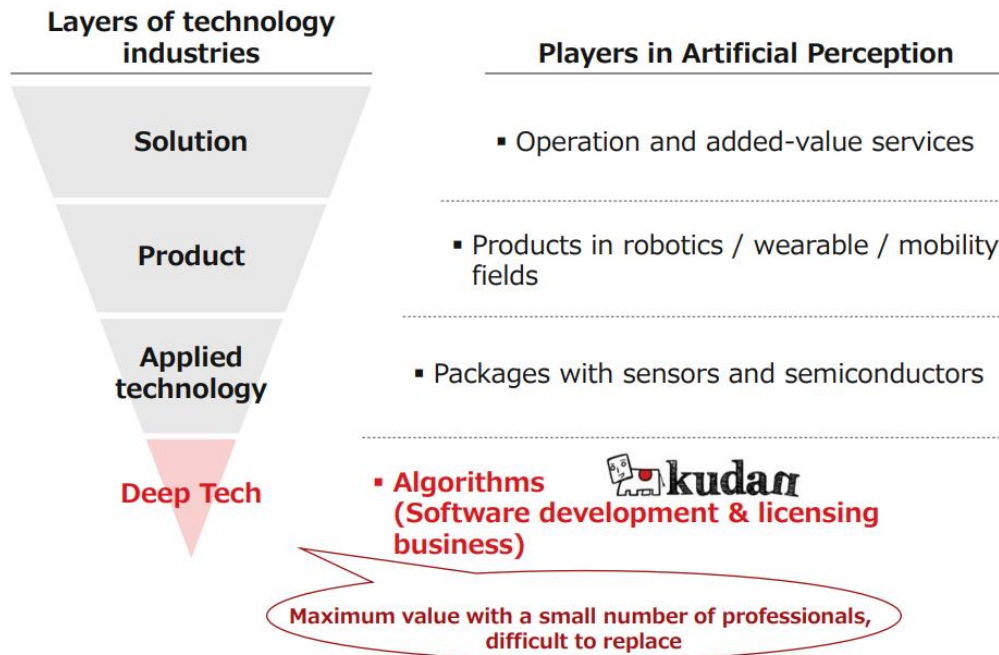 Layers of technology
industries
Players in Artificial Perception
Solution
▪ Operation and added-value services
Product
▪ Products in robotics / wearable / mobility
fields
Applied
technology
▪ Packages with sensors and semiconductors
Deep Tech
▪ Algorithms
kudan
(Software development & licensing
business)
Maximum value with a small number of professionals,
difficult to replace